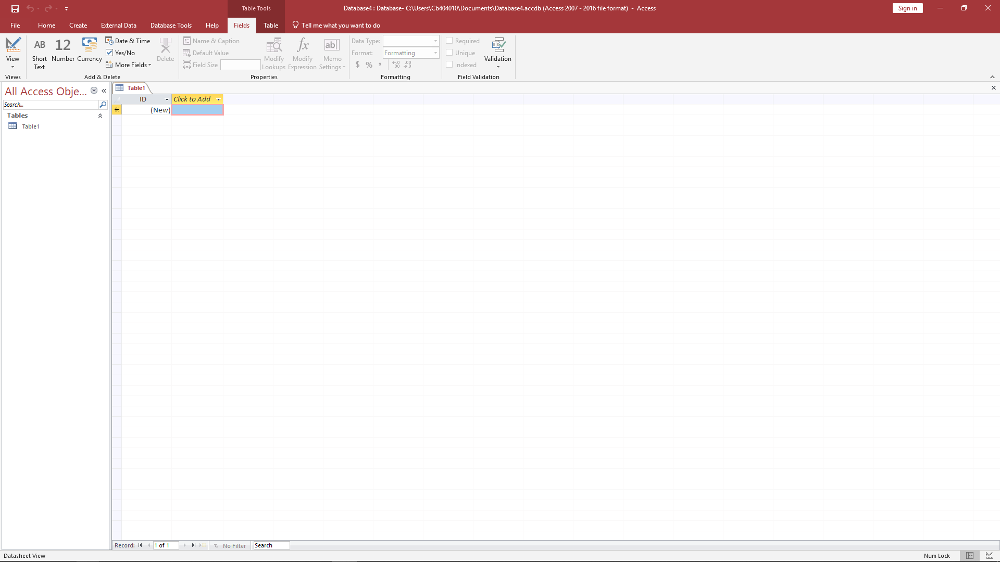 Table Tools
Database4 : Database- C:\Users\Cb404010\Documents\Database4.accdb (Access 2007 - 2016 file format)  -  Access
Sign in
File
Home
Create
External Data
Database Tools
Help
Fields
Table
Tell me what you want to do
View
Views
AB
Short
Text
12
Number
Currency
Date & Time
Yes/No
More Fields
Delete
Add & Delete
Name & Caption
Default Value
Field Size
Modify
Lookups
fx
Modify
Expression
ab|
Memo
Settings
Properties
Data Type:
Format:
Formatting
$ % ,
←.0
.00
.00
→.0
Formatting
Required
Unique
Indexed
Validation
Field Validation
All Access Obje...
Search...
Tables
Table1
Table1
ID
Click to Add
(New)
Record:
1 of 1
No Filter
Search
Datasheet View
Num Lock